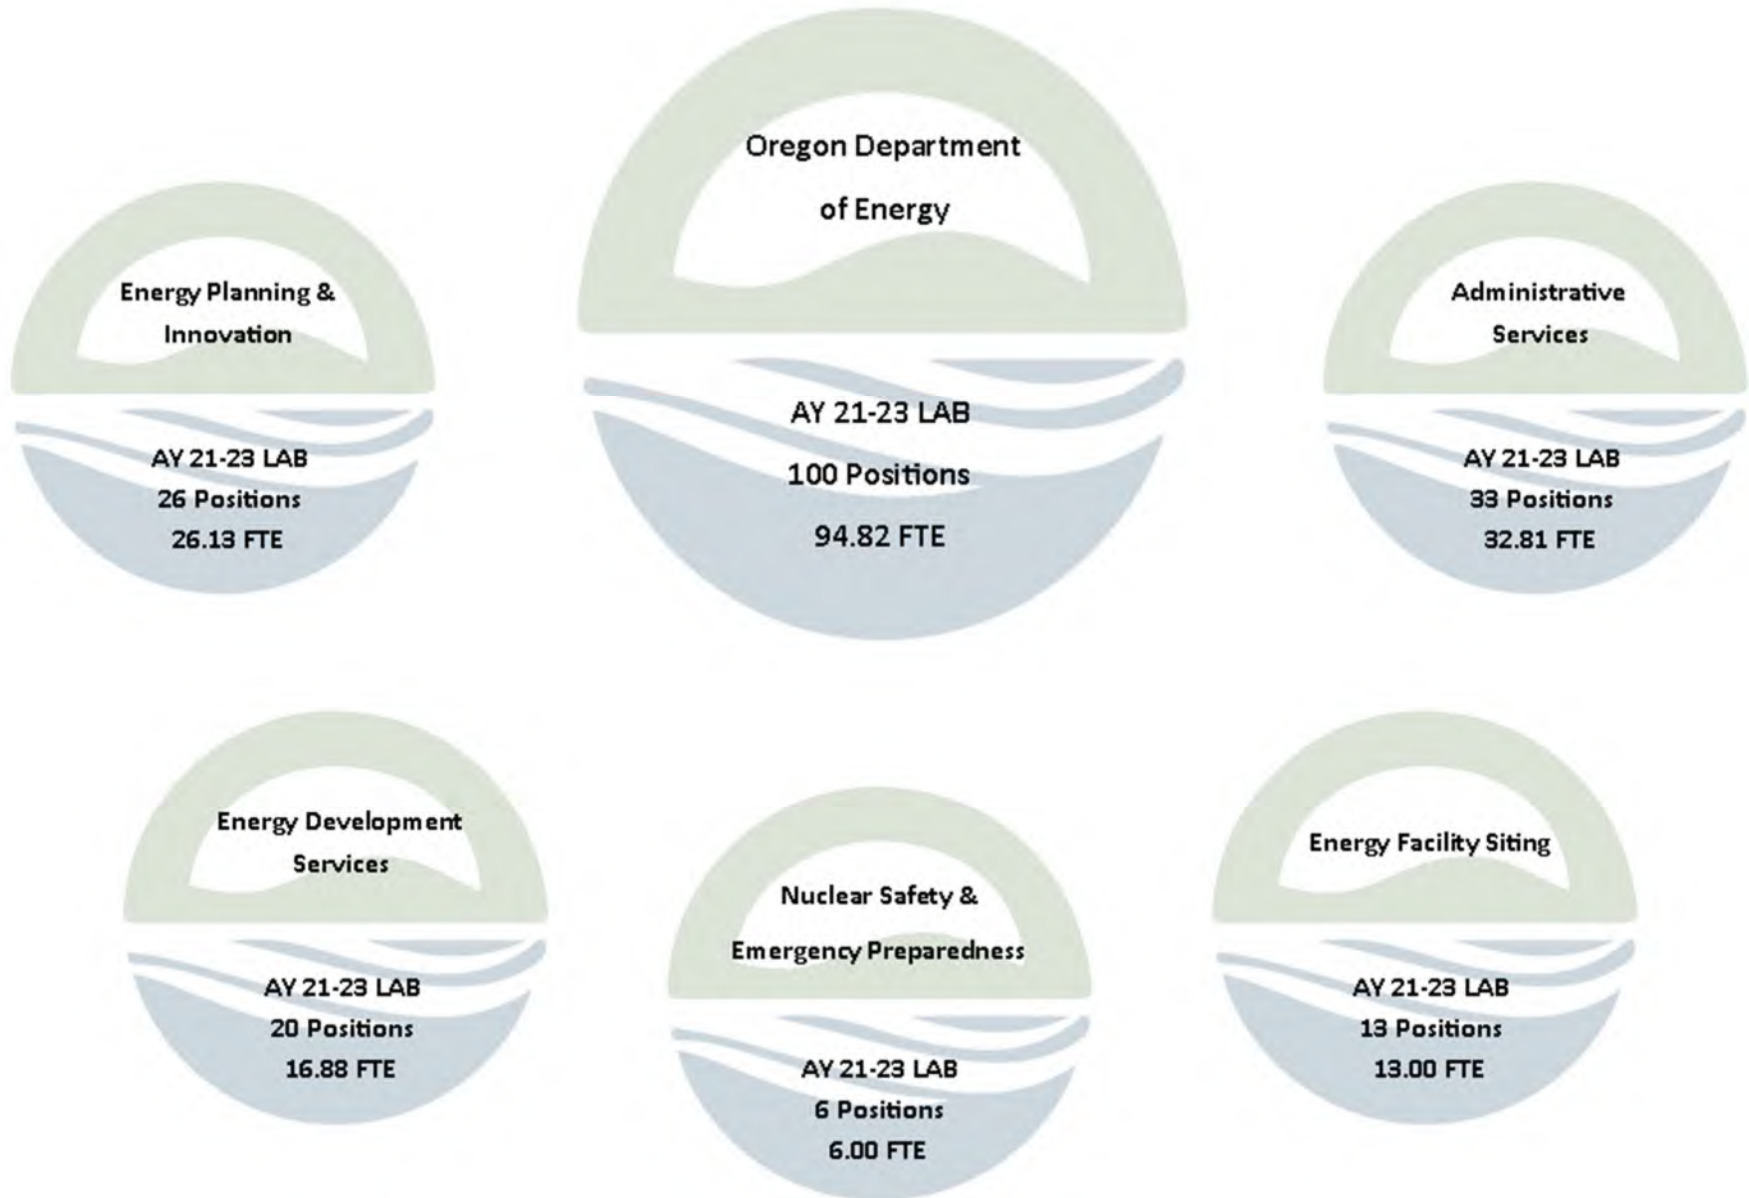 Oregon Department
of Energy
AY 21-23 LAB
100 Positions
94.82 FTE
Energy Planning &
Innovation
AY 21-23 LAB
26 Positions
26.13 FTE
Administrative
Services
AY 21-23 LAB
33 Positions
32.81 FTE
Energy Development
Services
AY 21-23 LAB
20 Positions
16.88 FTE
Nuclear Safety &
Emergency Preparedness
AY 21-23 LAB
6 Positions
6.00 FTE
Energy Facility Siting
AY 21-23 LAB
13 Positions
13.00 FTE